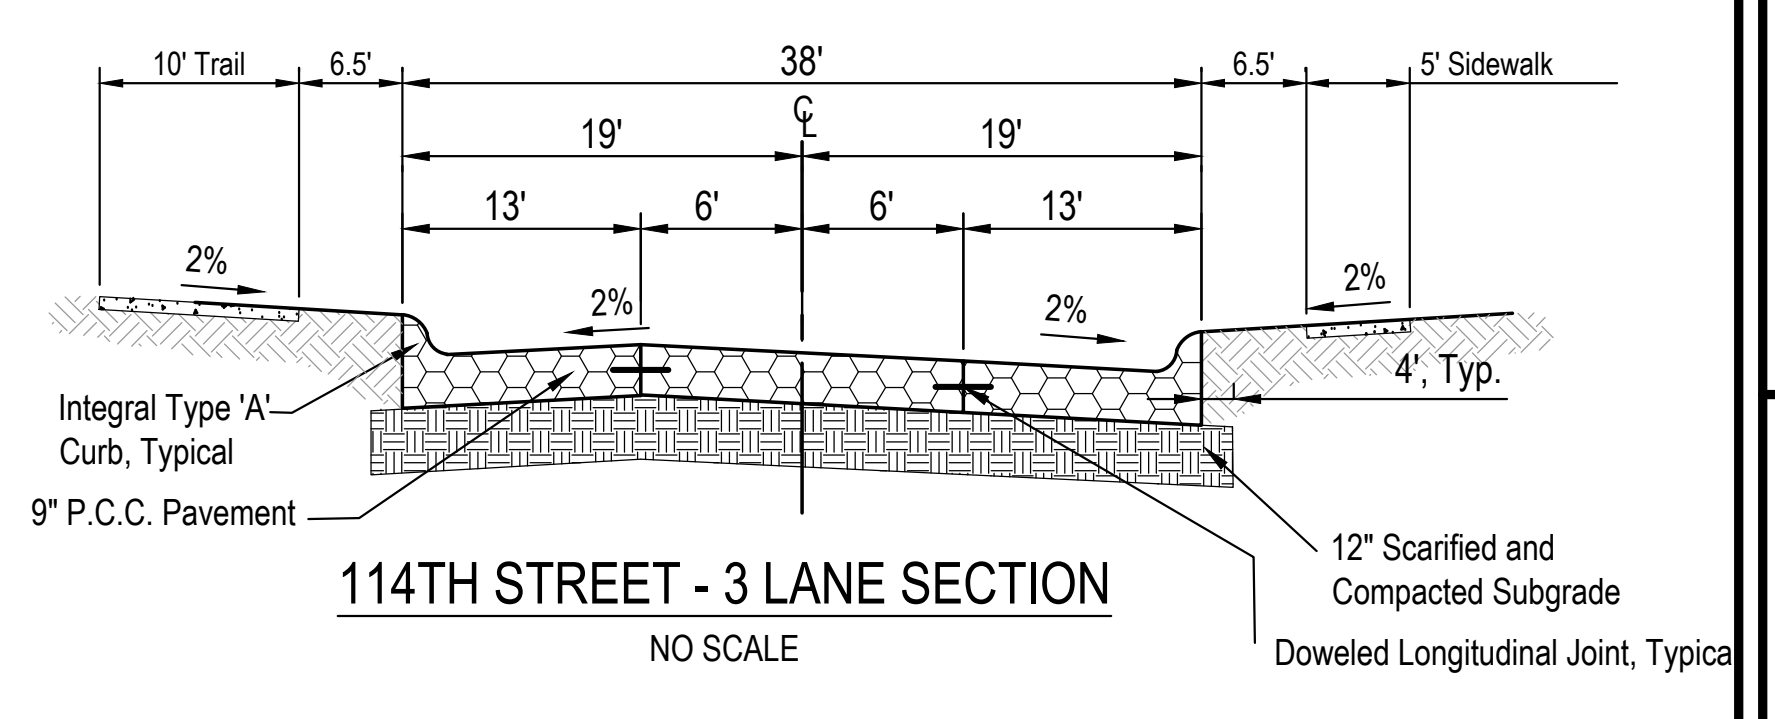 10' Trail
6.5'
38'
6.5'
5' Sidewalk
℄
19'
19'
13'
6'
6'
13'
2%
2%
2%
2%
4', Typ.
Integral Type 'A'
Curb, Typical
9" P.C.C. Pavement
12" Scarified and
Compacted Subgrade
Doweled Longitudinal Joint, Typica
114TH STREET - 3 LANE SECTION
NO SCALE